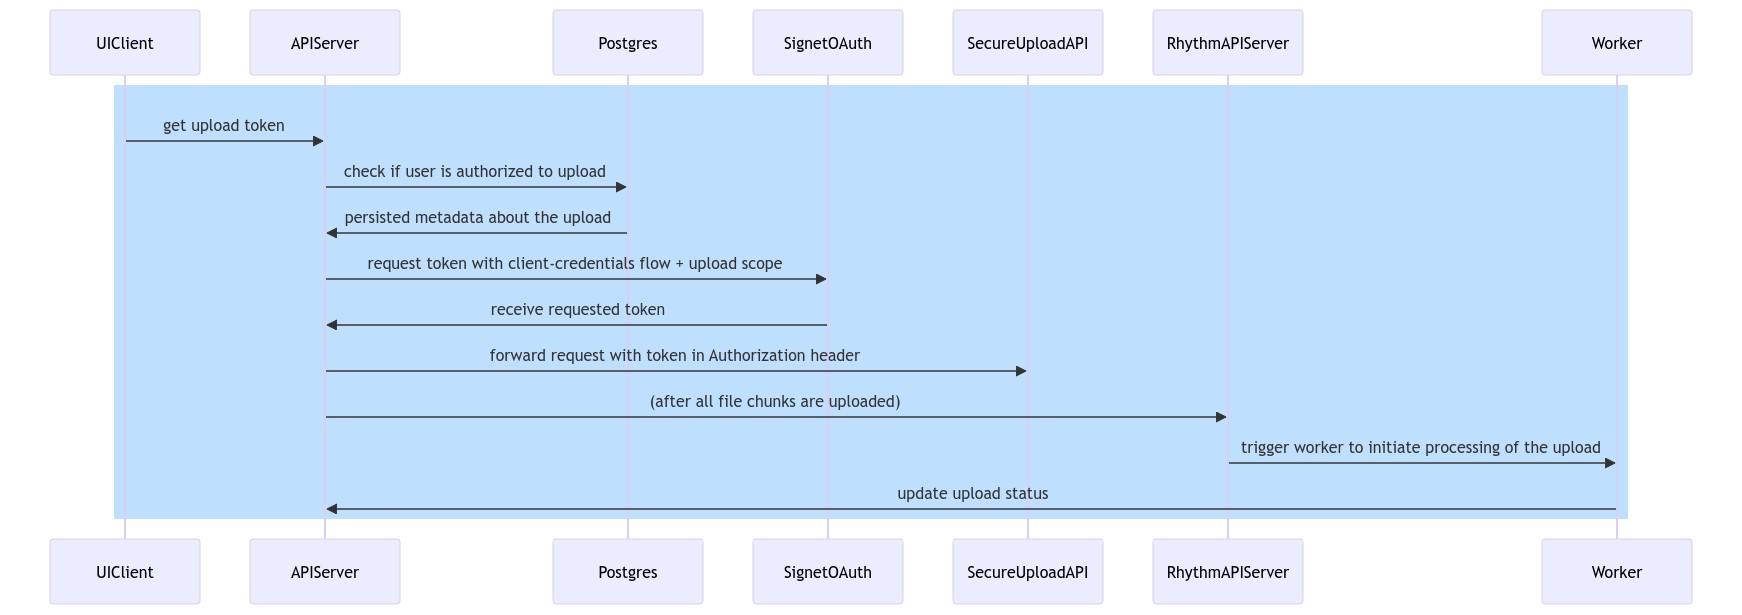 UIClient
APIServer
Postgres
SignetOAuth
SecureUploadAPI
RhythmAPIServer
Worker
get upload token
check if user is authorized to upload
persisted metadata about the upload
request token with client-credentials flow + upload scope
receive requested token
forward request with token in Authorization header
(after all file chunks are uploaded)
trigger worker to initiate processing of the upload
update upload status
UIClient
APIServer
Postgres
SignetOAuth
SecureUploadAPI
RhythmAPIServer
Worker